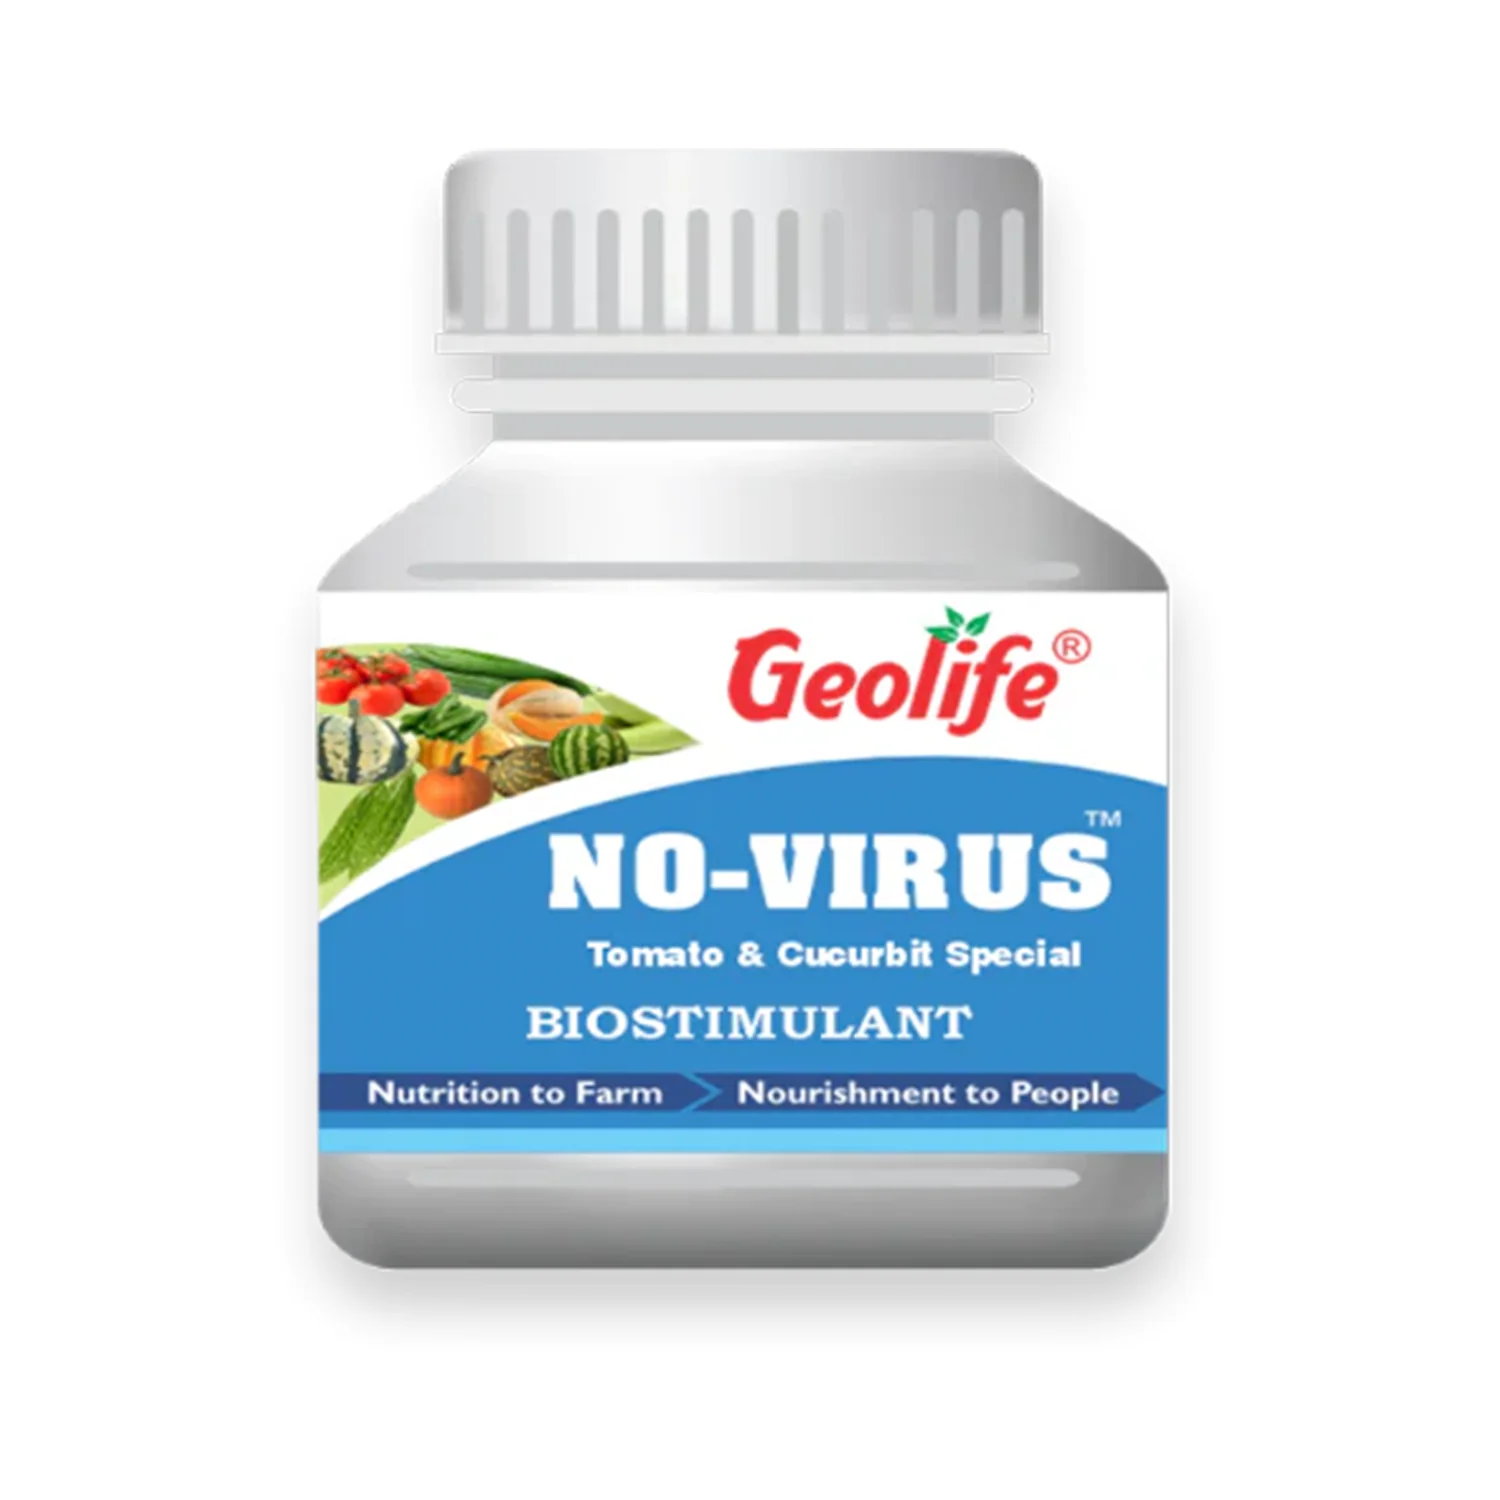 Geolife®
NO-VIRUS™
Tomato & Cucurbit Special
BIOSTIMULANT
Nutrition to Farm Nourishment to People